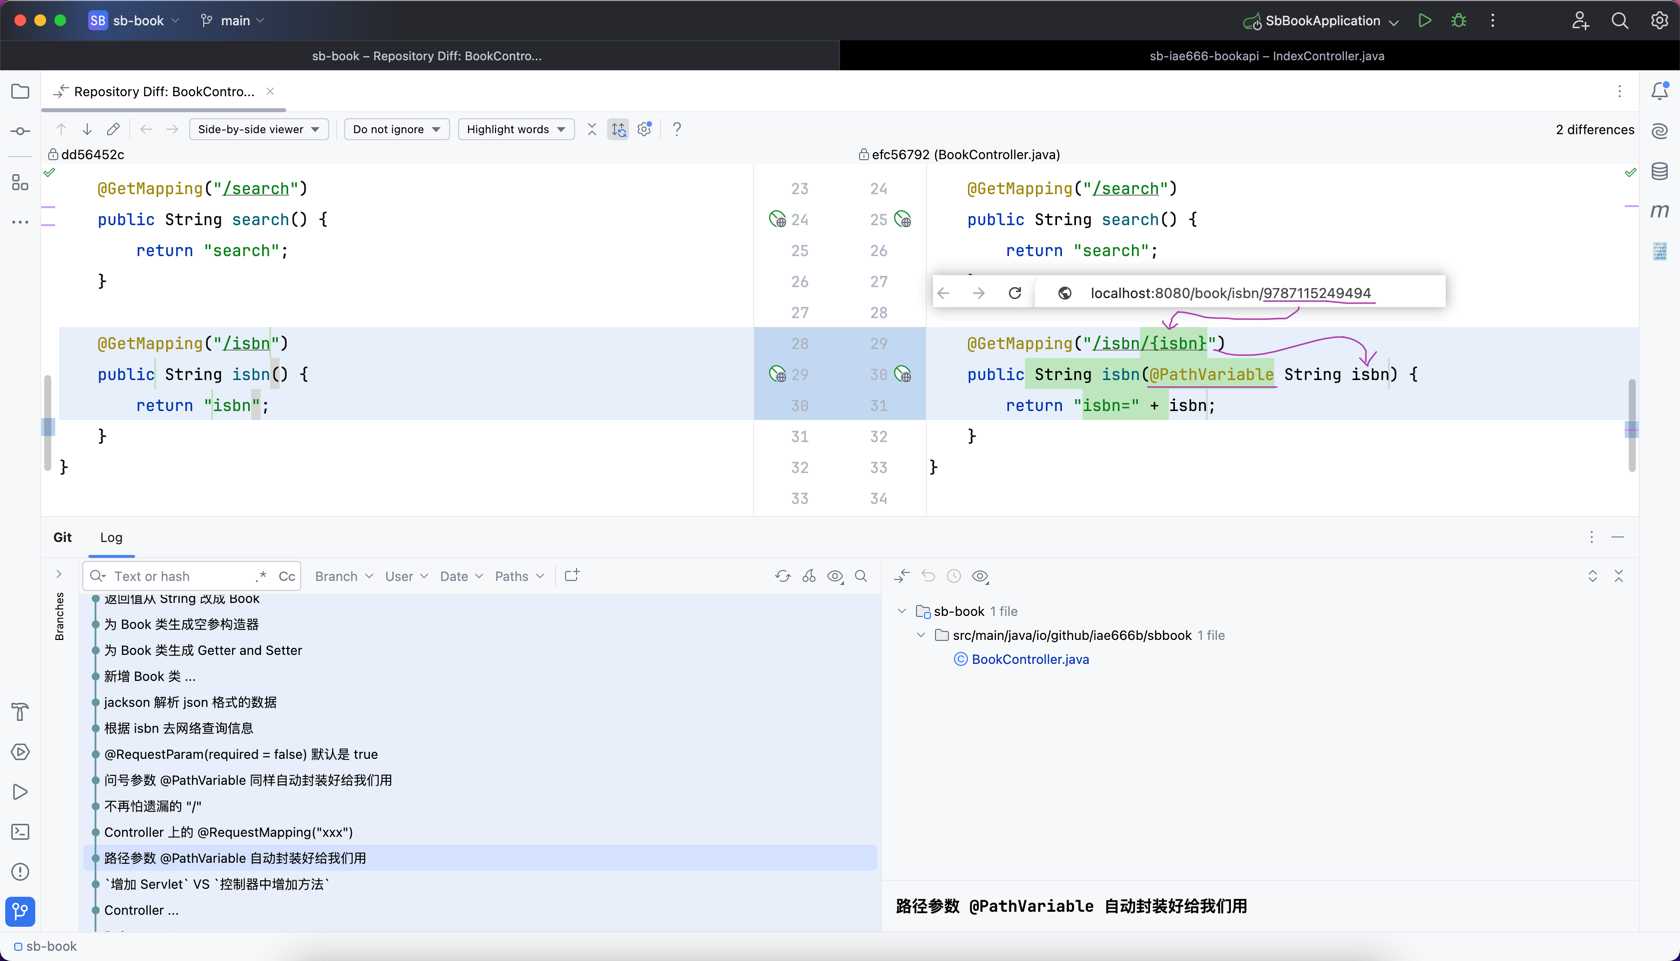 SB sb-book main SbBookApplication
sb-book – Repository Diff: BookContro... sb-iae666-bookapi – IndexController.java
Repository Diff: BookContro...
Side-by-side viewer Do not ignore Highlight words ? 2 differences
dd56452c efc56792 (BookController.java)
@GetMapping("/search") 23 24 @GetMapping("/search")
public String search() { 24 25 public String search() {
return "search"; 25 26 return "search";
} 26 27
localhost:8080/book/isbn/9787115249494
27 28
@GetMapping("/isbn") 28 29 @GetMapping("/isbn/{isbn}")
public String isbn() { 29 30 public String isbn(@PathVariable String isbn) {
return "isbn"; 30 31 return "isbn=" + isbn;
} 31 32 }
} 32 33 }
33 34
Git Log
Text or hash .* Cc Branch User Date Paths
Branches
返回值从 String 改成 Book
为 Book 类生成空参构造器
为 Book 类生成 Getter and Setter
新增 Book 类 ...
jackson 解析 json 格式的数据
根据 isbn 去网络查询信息
@RequestParam(required = false) 默认是 true
问号参数 @PathVariable 同样自动封装好给我们用
不再怕遗漏的 "/"
Controller 上的 @RequestMapping("xxx")
路径参数 @PathVariable 自动封装好给我们用
`增加 Servlet` VS `控制器中增加方法`
Controller ...
sb-book 1 file
src/main/java/io/github/iae666b/sbbook 1 file
BookController.java
路径参数 @PathVariable 自动封装好给我们用
sb-book
m